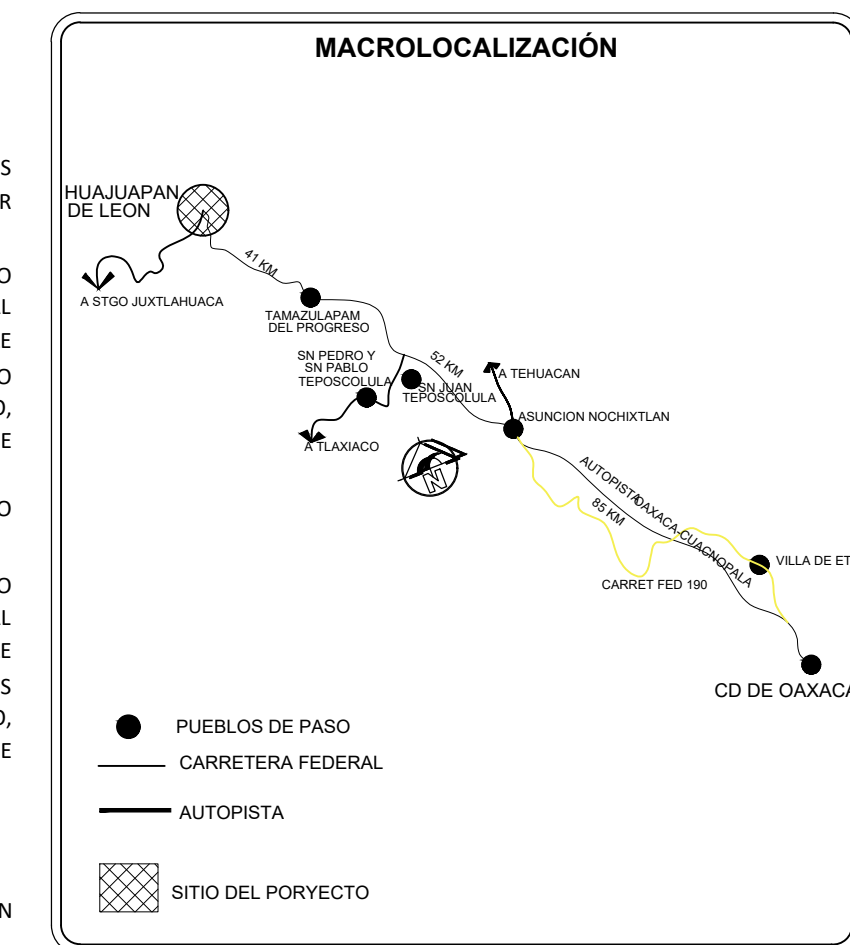 MACROLOCALIZACIÓN
S
R
O
AL
E
O
O,
E
O
O
AL
E
S
O,
E
N
HUAJUAPAN
DE LEON
41 KM
A STGO JUXTLAHUACA
TAMAZULAPAM
DEL PROGRESO
SN PEDRO Y
SN PABLO
TEPOSCOLULA
52 KM
SN JUAN
TEPOSCOLULA
A TEHUACAN
A TLAXIACO
ASUNCION NOCHIXTLAN
N
AUTOPISTA OAXACA-CUACNOPALA
85 KM
CARRET FED 190
VILLA DE ET
CD DE OAXACA
PUEBLOS DE PASO
CARRETERA FEDERAL
AUTOPISTA
SITIO DEL PORYECTO